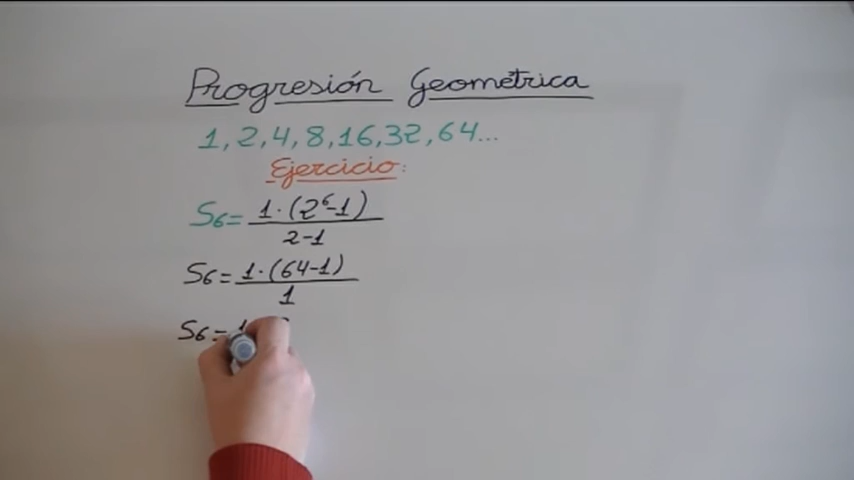 Progresión Geométrica
1, 2, 4, 8, 16, 32, 64...
Ejercicio:
S₆= 1·(2⁶-1)
2-1
S₆= 1·(64-1)
1
S₆=